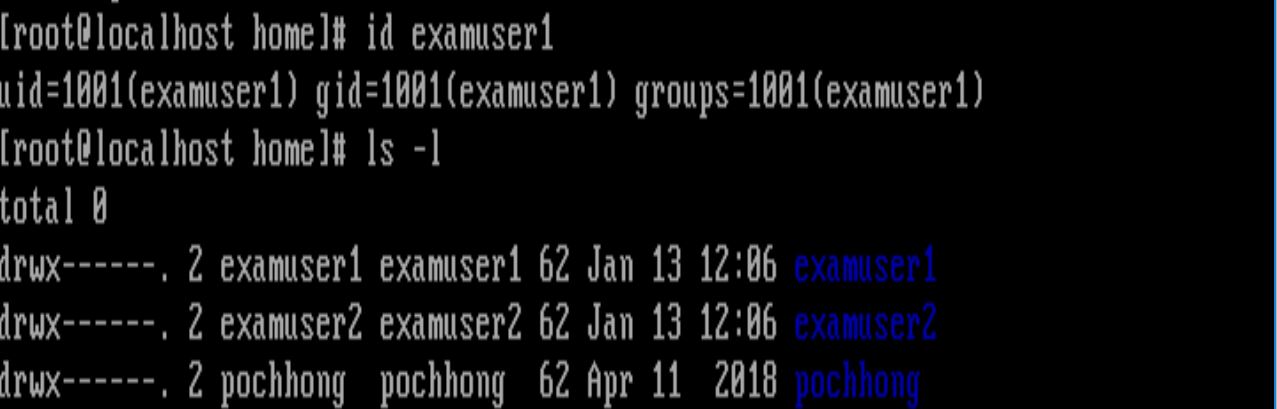 [root@localhost home]# id examuser1
uid=1001(examuser1) gid=1001(examuser1) groups=1001(examuser1)
[root@localhost home]# ls -l
total 0
drwx------. 2 examuser1 examuser1 62 Jan 13 12:06 examuser1
drwx------. 2 examuser2 examuser2 62 Jan 13 12:06 examuser2
drwx------. 2 pochhong  pochhong  62 Apr 11  2018 pochhong